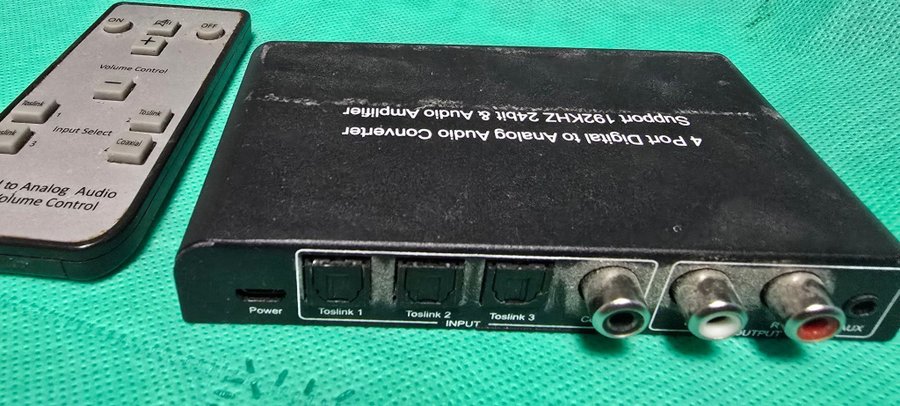 ON
OFF
+
Volume Control
−
Toslink
1
Toslink
2
Input Select
3
Coaxial
to Analog Audio
Volume Control
4 Port Digital to Analog Audio Converter
Support 192KHZ 24bit & Audio Amplifier
Power
Toslink 1
Toslink 2
Toslink 3
INPUT
R
OUTPUT
AUX